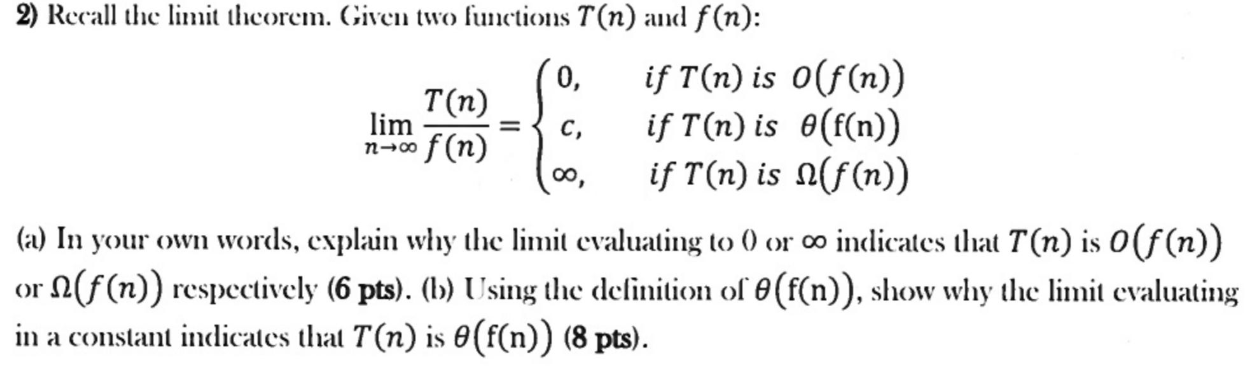 2) Recall the limit theorem. Given two functions T(n) and f(n):
lim n→∞ T(n)/f(n) = { 0, if T(n) is O(f(n))
c, if T(n) is θ(f(n))
∞, if T(n) is Ω(f(n))
(a) In your own words, explain why the limit evaluating to 0 or ∞ indicates that T(n) is O(f(n))
or Ω(f(n)) respectively (6 pts). (b) Using the definition of θ(f(n)), show why the limit evaluating
in a constant indicates that T(n) is θ(f(n)) (8 pts).